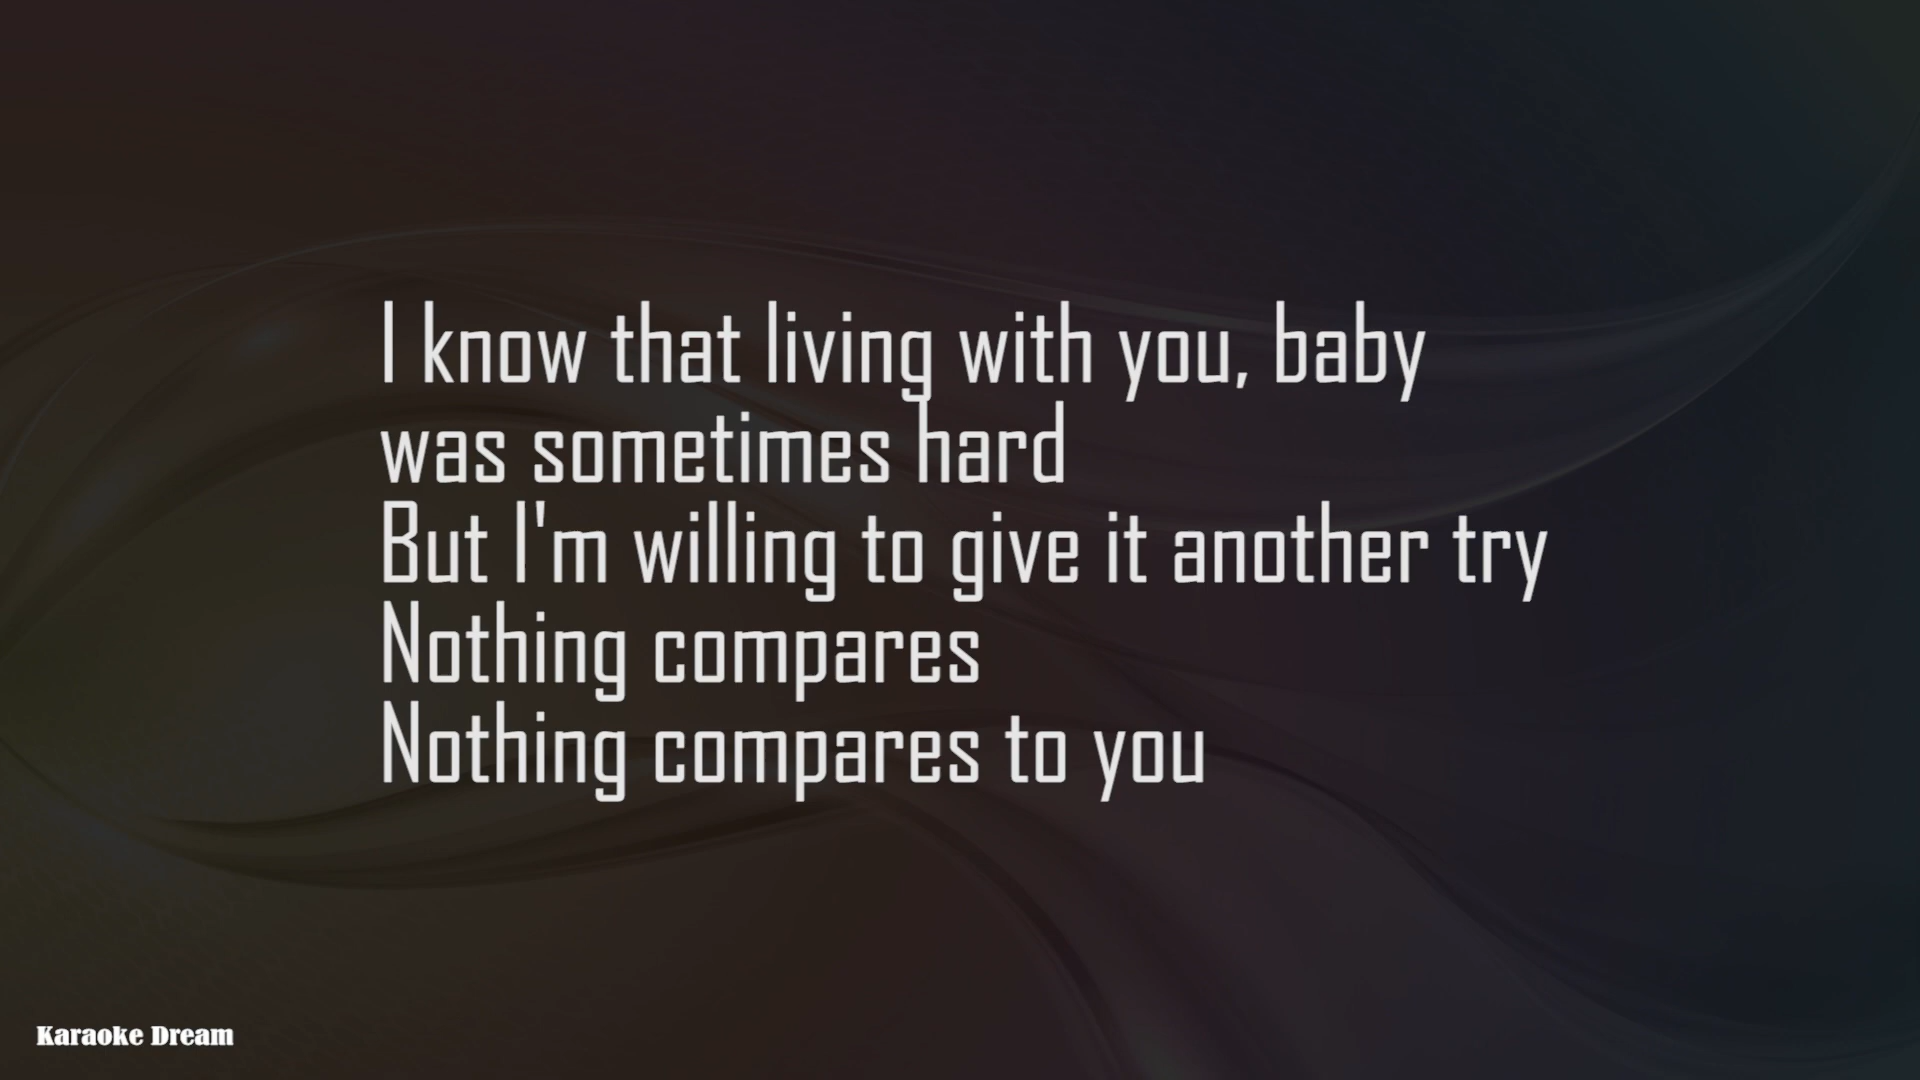 I know that living with you, baby
was sometimes hard
But I'm willing to give it another try
Nothing compares
Nothing compares to you
Karaoke Dream